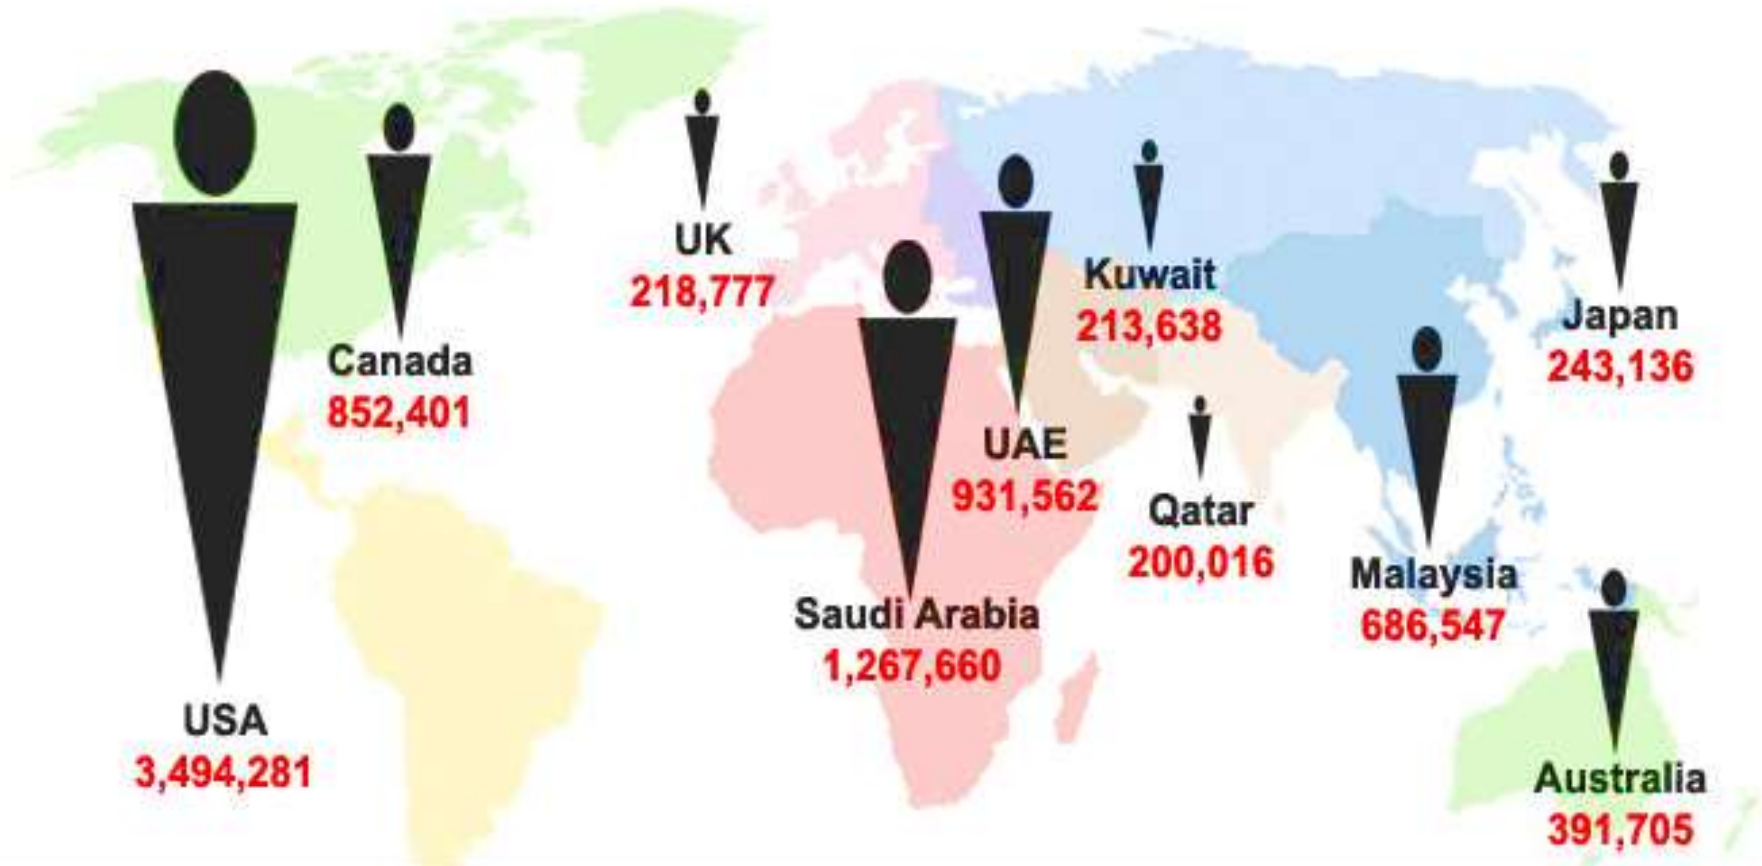 USA
3,494,281
Canada
852,401
UK
218,777
Saudi Arabia
1,267,660
UAE
931,562
Kuwait
213,638
Qatar
200,016
Malaysia
686,547
Japan
243,136
Australia
391,705